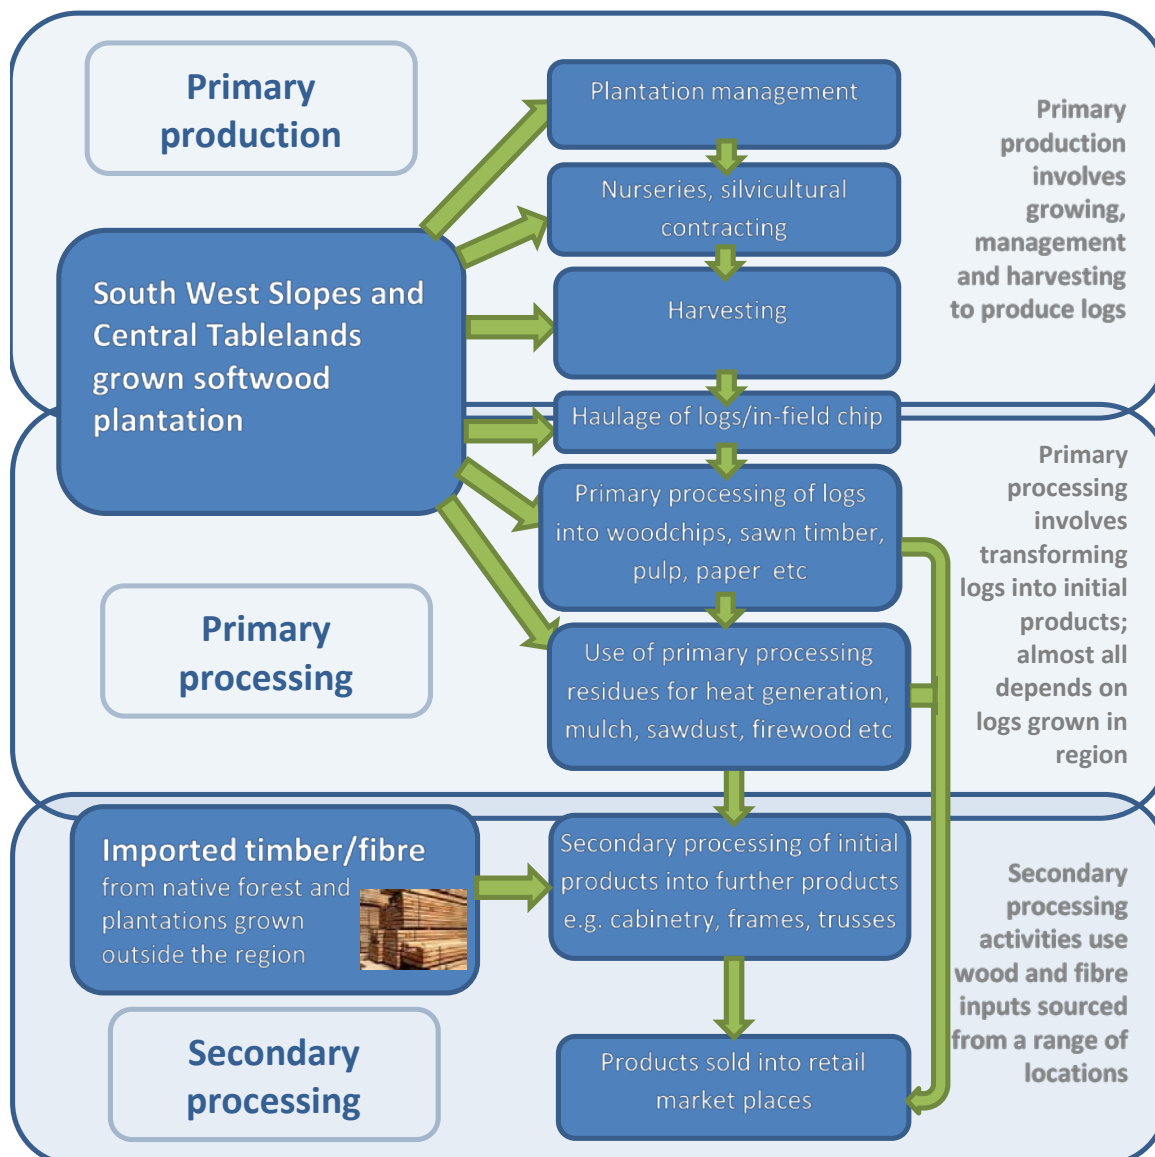 Primary
production
Plantation management
Primary
production
involves
growing,
management
and harvesting
to produce logs
Nurseries, silvicultural
contracting
South West Slopes and
Central Tablelands
grown softwood
plantation
Harvesting
Haulage of logs/in-field chip
Primary processing of logs
into woodchips, sawn timber,
pulp, paper etc
Primary
processing
involves
transforming
logs into initial
products;
almost all
depends on
logs grown in
region
Primary
processing
Use of primary processing
residues for heat generation,
mulch, sawdust, firewood etc
Imported timber/fibre
from native forest and
plantations grown
outside the region
Secondary processing of initial
products into further products
e.g. cabinetry, frames, trusses
Secondary
processing
activities use
wood and fibre
inputs sourced
from a range of
locations
Secondary
processing
Products sold into retail
market places